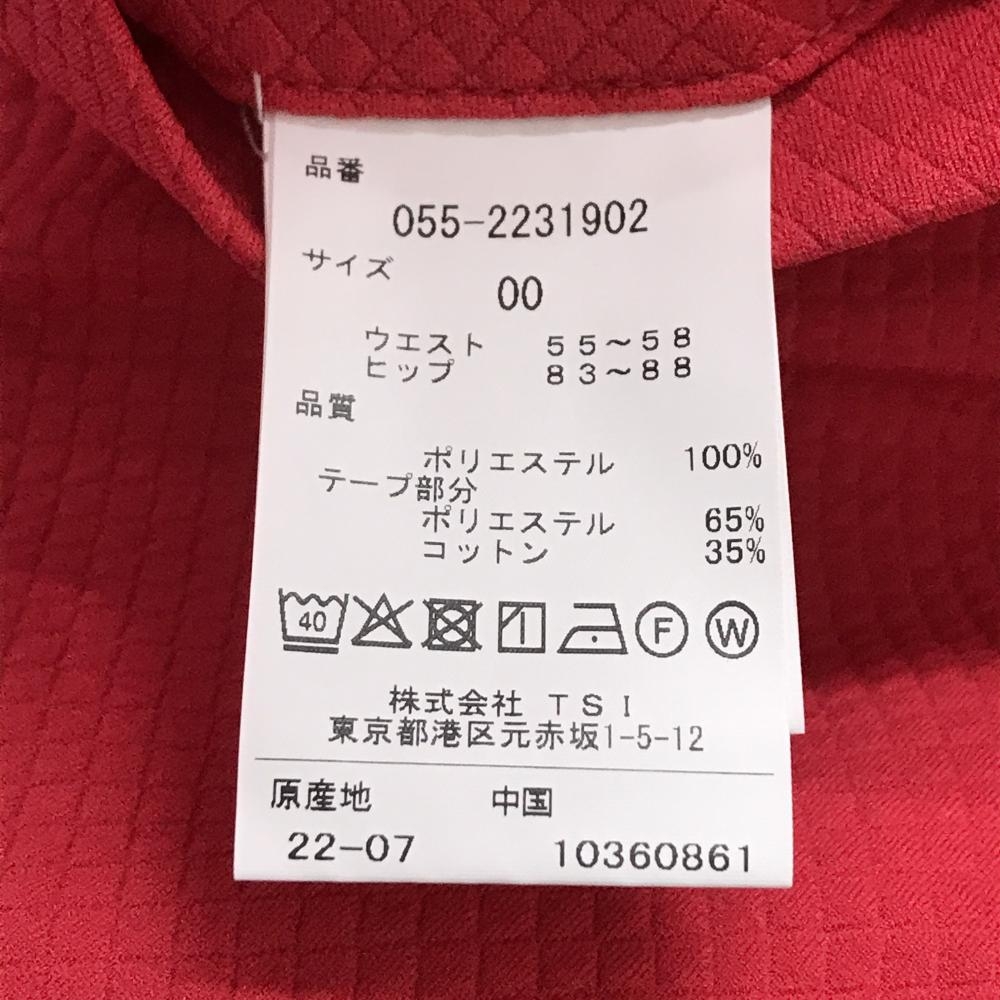 品番
055-2231902
サイズ
00
ウエスト 55~58
ヒップ 83~88
品質
ポリエステル 100%
テープ部分
ポリエステル 65%
コットン 35%
40 F W
株式会社 TSI
東京都港区元赤坂1-5-12
原産地 中国
22-07 10360861